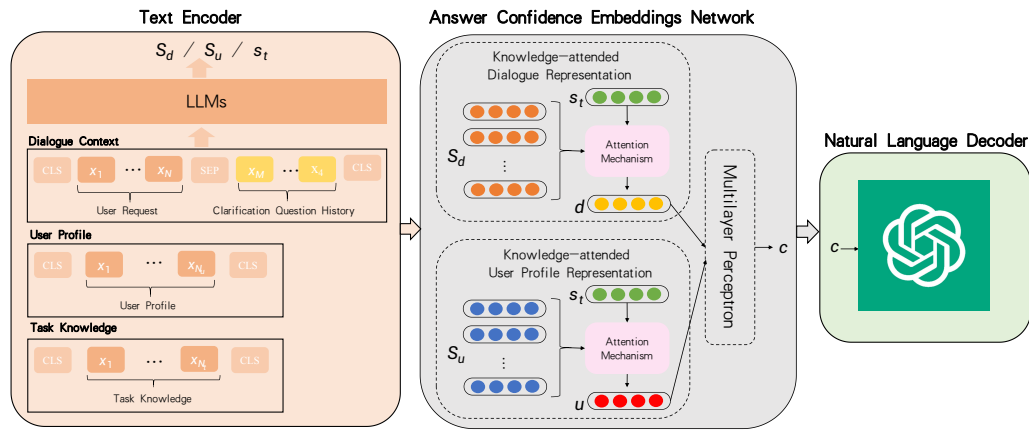 Text Encoder
S_d / S_u / s_t
LLMs
Dialogue Context
CLS x_1 ••• x_N SEP x_M ••• x_4 CLS
User Request
Clarification Question History
User Profile
CLS x_1 ••• x_{N_u} CLS
User Profile
Task Knowledge
CLS x_1 ••• x_{N_t} CLS
Task Knowledge
Answer Confidence Embeddings Network
Knowledge-attended
Dialogue Representation
s_t
S_d
Attention
Mechanism
d
Knowledge-attended
User Profile Representation
s_t
S_u
Attention
Mechanism
u
Multilayer Perceptron
c
Natural Language Decoder
c